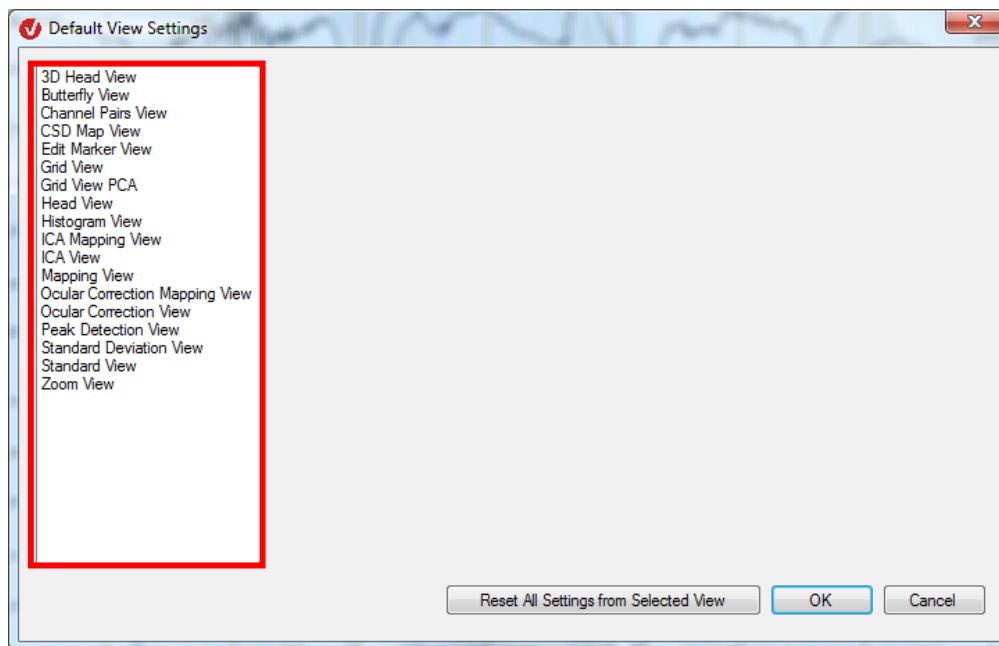 Default View Settings
3D Head View
Butterfly View
Channel Pairs View
CSD Map View
Edit Marker View
Grid View
Grid View PCA
Head View
Histogram View
ICA Mapping View
ICA View
Mapping View
Ocular Correction Mapping View
Ocular Correction View
Peak Detection View
Standard Deviation View
Standard View
Zoom View
Reset All Settings from Selected View
OK
Cancel